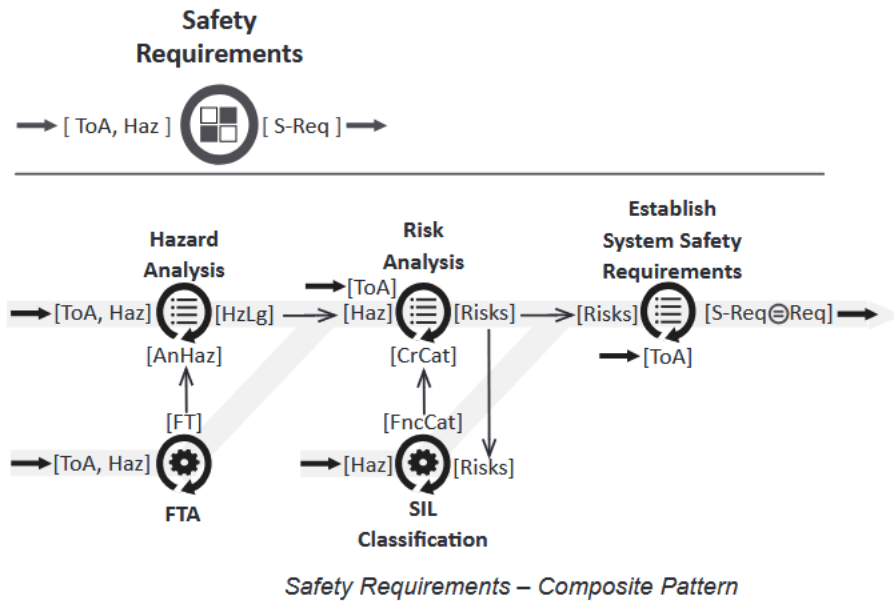 Safety
Requirements
[ ToA, Haz ] [ S-Req ]
Establish
System Safety
Requirements
Hazard
Analysis
Risk
Analysis
[ToA]
[ToA, Haz] [HzLg] [Haz] [Risks] [Risks] [S-Req=Req]
[AnHaz] [CrCat] [ToA]
[FT] [FncCat]
[ToA, Haz] [Haz] [Risks]
FTA
SIL
Classification
Safety Requirements – Composite Pattern